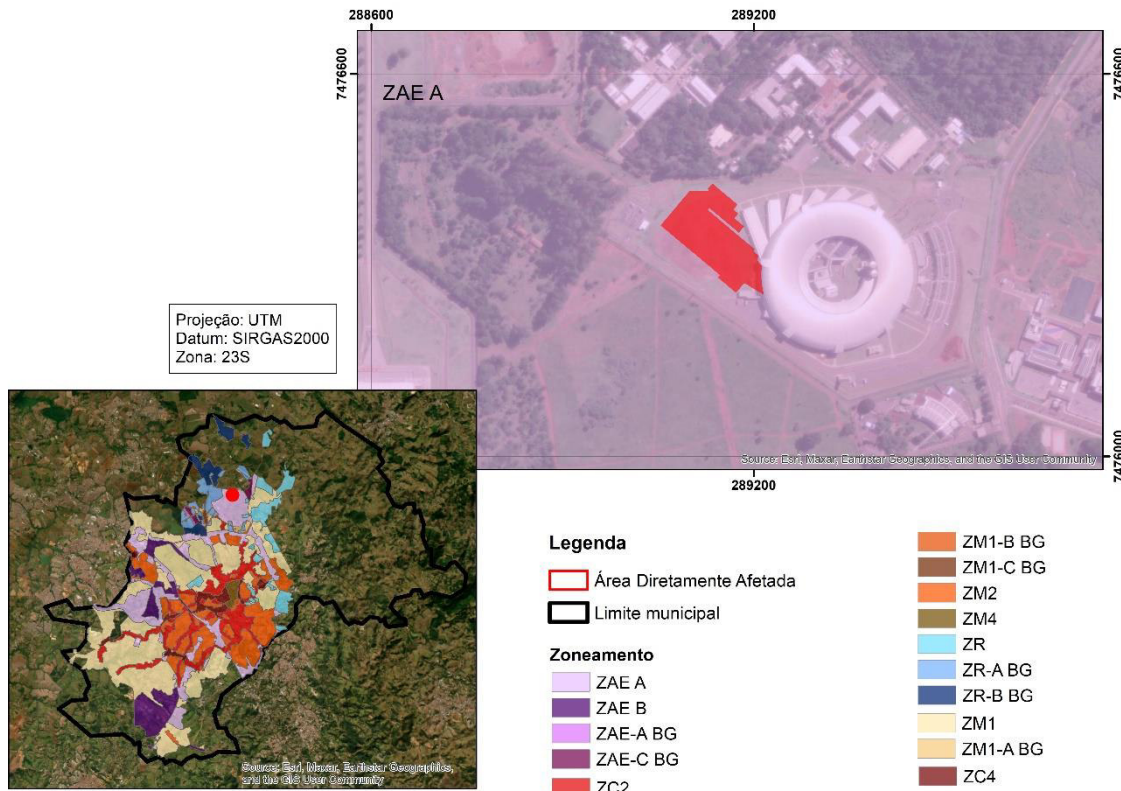 288600
289200
7476600
7476600
ZAE A
Projeção: UTM
Datum: SIRGAS2000
Zona: 23S
Source: Esri, Maxar, Earthstar Geographics, and the GIS User Community
7476000
289200
Source: Esri, Maxar, Earthstar Geographics,
and the GIS User Community
Legenda
Área Diretamente Afetada
Limite municipal
Zoneamento
ZAE A
ZAE B
ZAE-A BG
ZAE-C BG
ZC2
ZM1-B BG
ZM1-C BG
ZM2
ZM4
ZR
ZR-A BG
ZR-B BG
ZM1
ZM1-A BG
ZC4